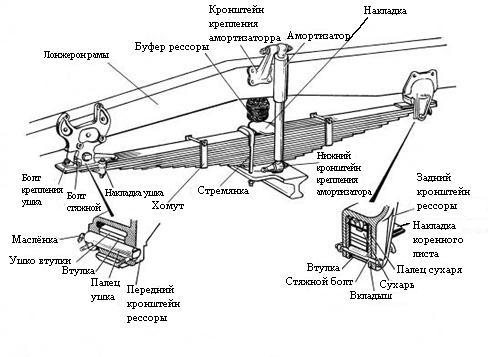 Кронштейн
крепления
амортизаторра
Накладка
Буфер рессоры
Амортизатор
Лонжерон рамы
Болт
крепления
ушка
Болт
стяжной
Накладка ушка
Хомут
Стремянка
Нижний
кронштейн
крепления
амортизатора
Задний
кронштейн
рессоры
Накладка
коренного
листа
Палец сухаря
Сухарь
Вкладыш
Стяжной болт
Втулка
Маслёнка
Ушко втулки
Втулка
Палец
ушка
Передний
кронштейн
рессоры